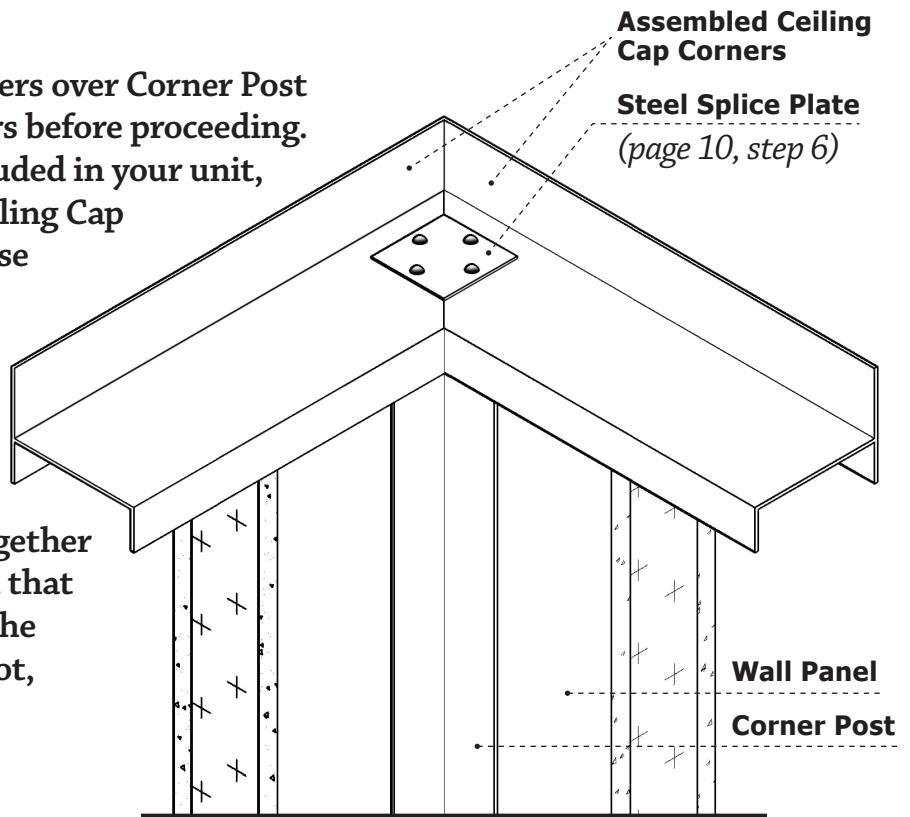 Assembled Ceiling
Cap Corners
Steel Splice Plate
(page 10, step 6)
ers over Corner Post
rs before proceeding.
uded in your unit,
ling Cap
se
gether
that
he
ot,
Wall Panel
Corner Post